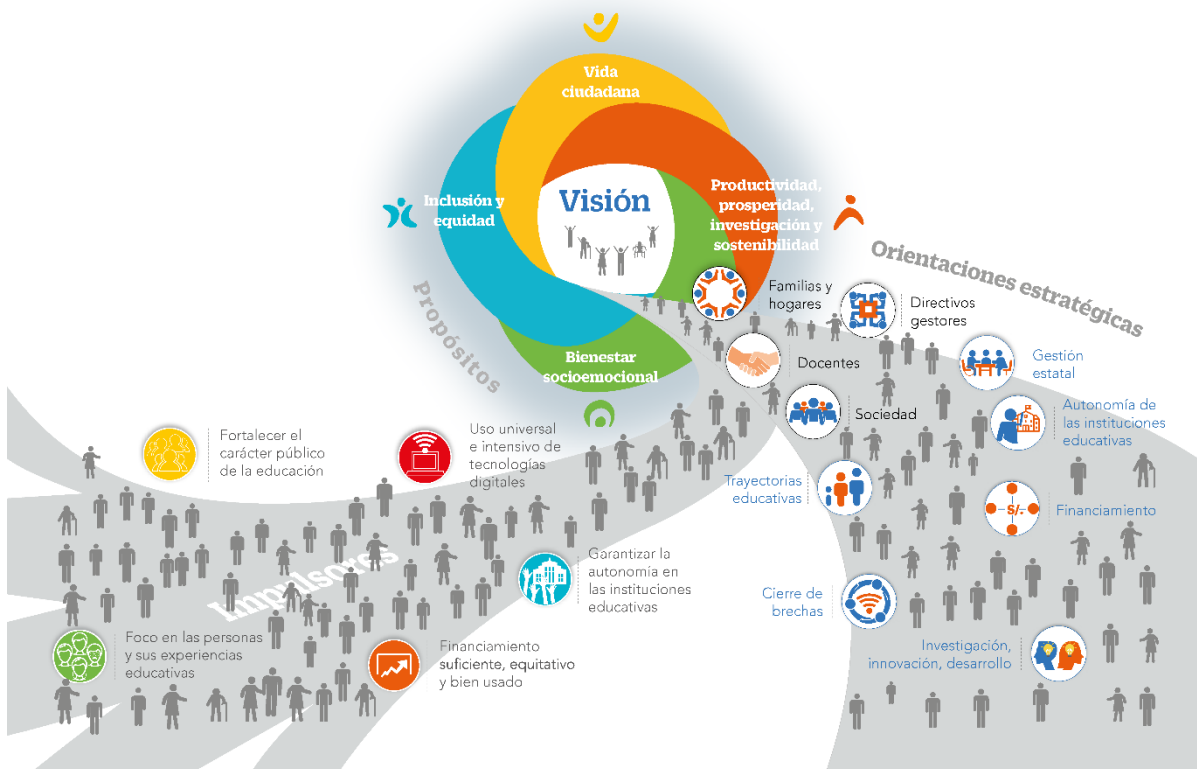 Vida
ciudadana
Inclusión y
equidad
Visión
Productividad,
prosperidad,
investigación y
sostenibilidad
Bienestar
socioemocional
Propósitos
Orientaciones estratégicas
Familias y
hogares
Directivos
gestores
Docentes
Gestión
estatal
Sociedad
Autonomía de
las instituciones
educativas
Trayectorias
educativas
S/.
Financiamiento
Cierre de
brechas
Investigación,
innovación, desarrollo
Fortalecer el
carácter público
de la educación
Uso universal
e intensivo de
tecnologías
digitales
Impulsores
Garantizar la
autonomía en
las instituciones
educativas
Foco en las personas
y sus experiencias
educativas
Financiamiento
suficiente, equitativo
y bien usado